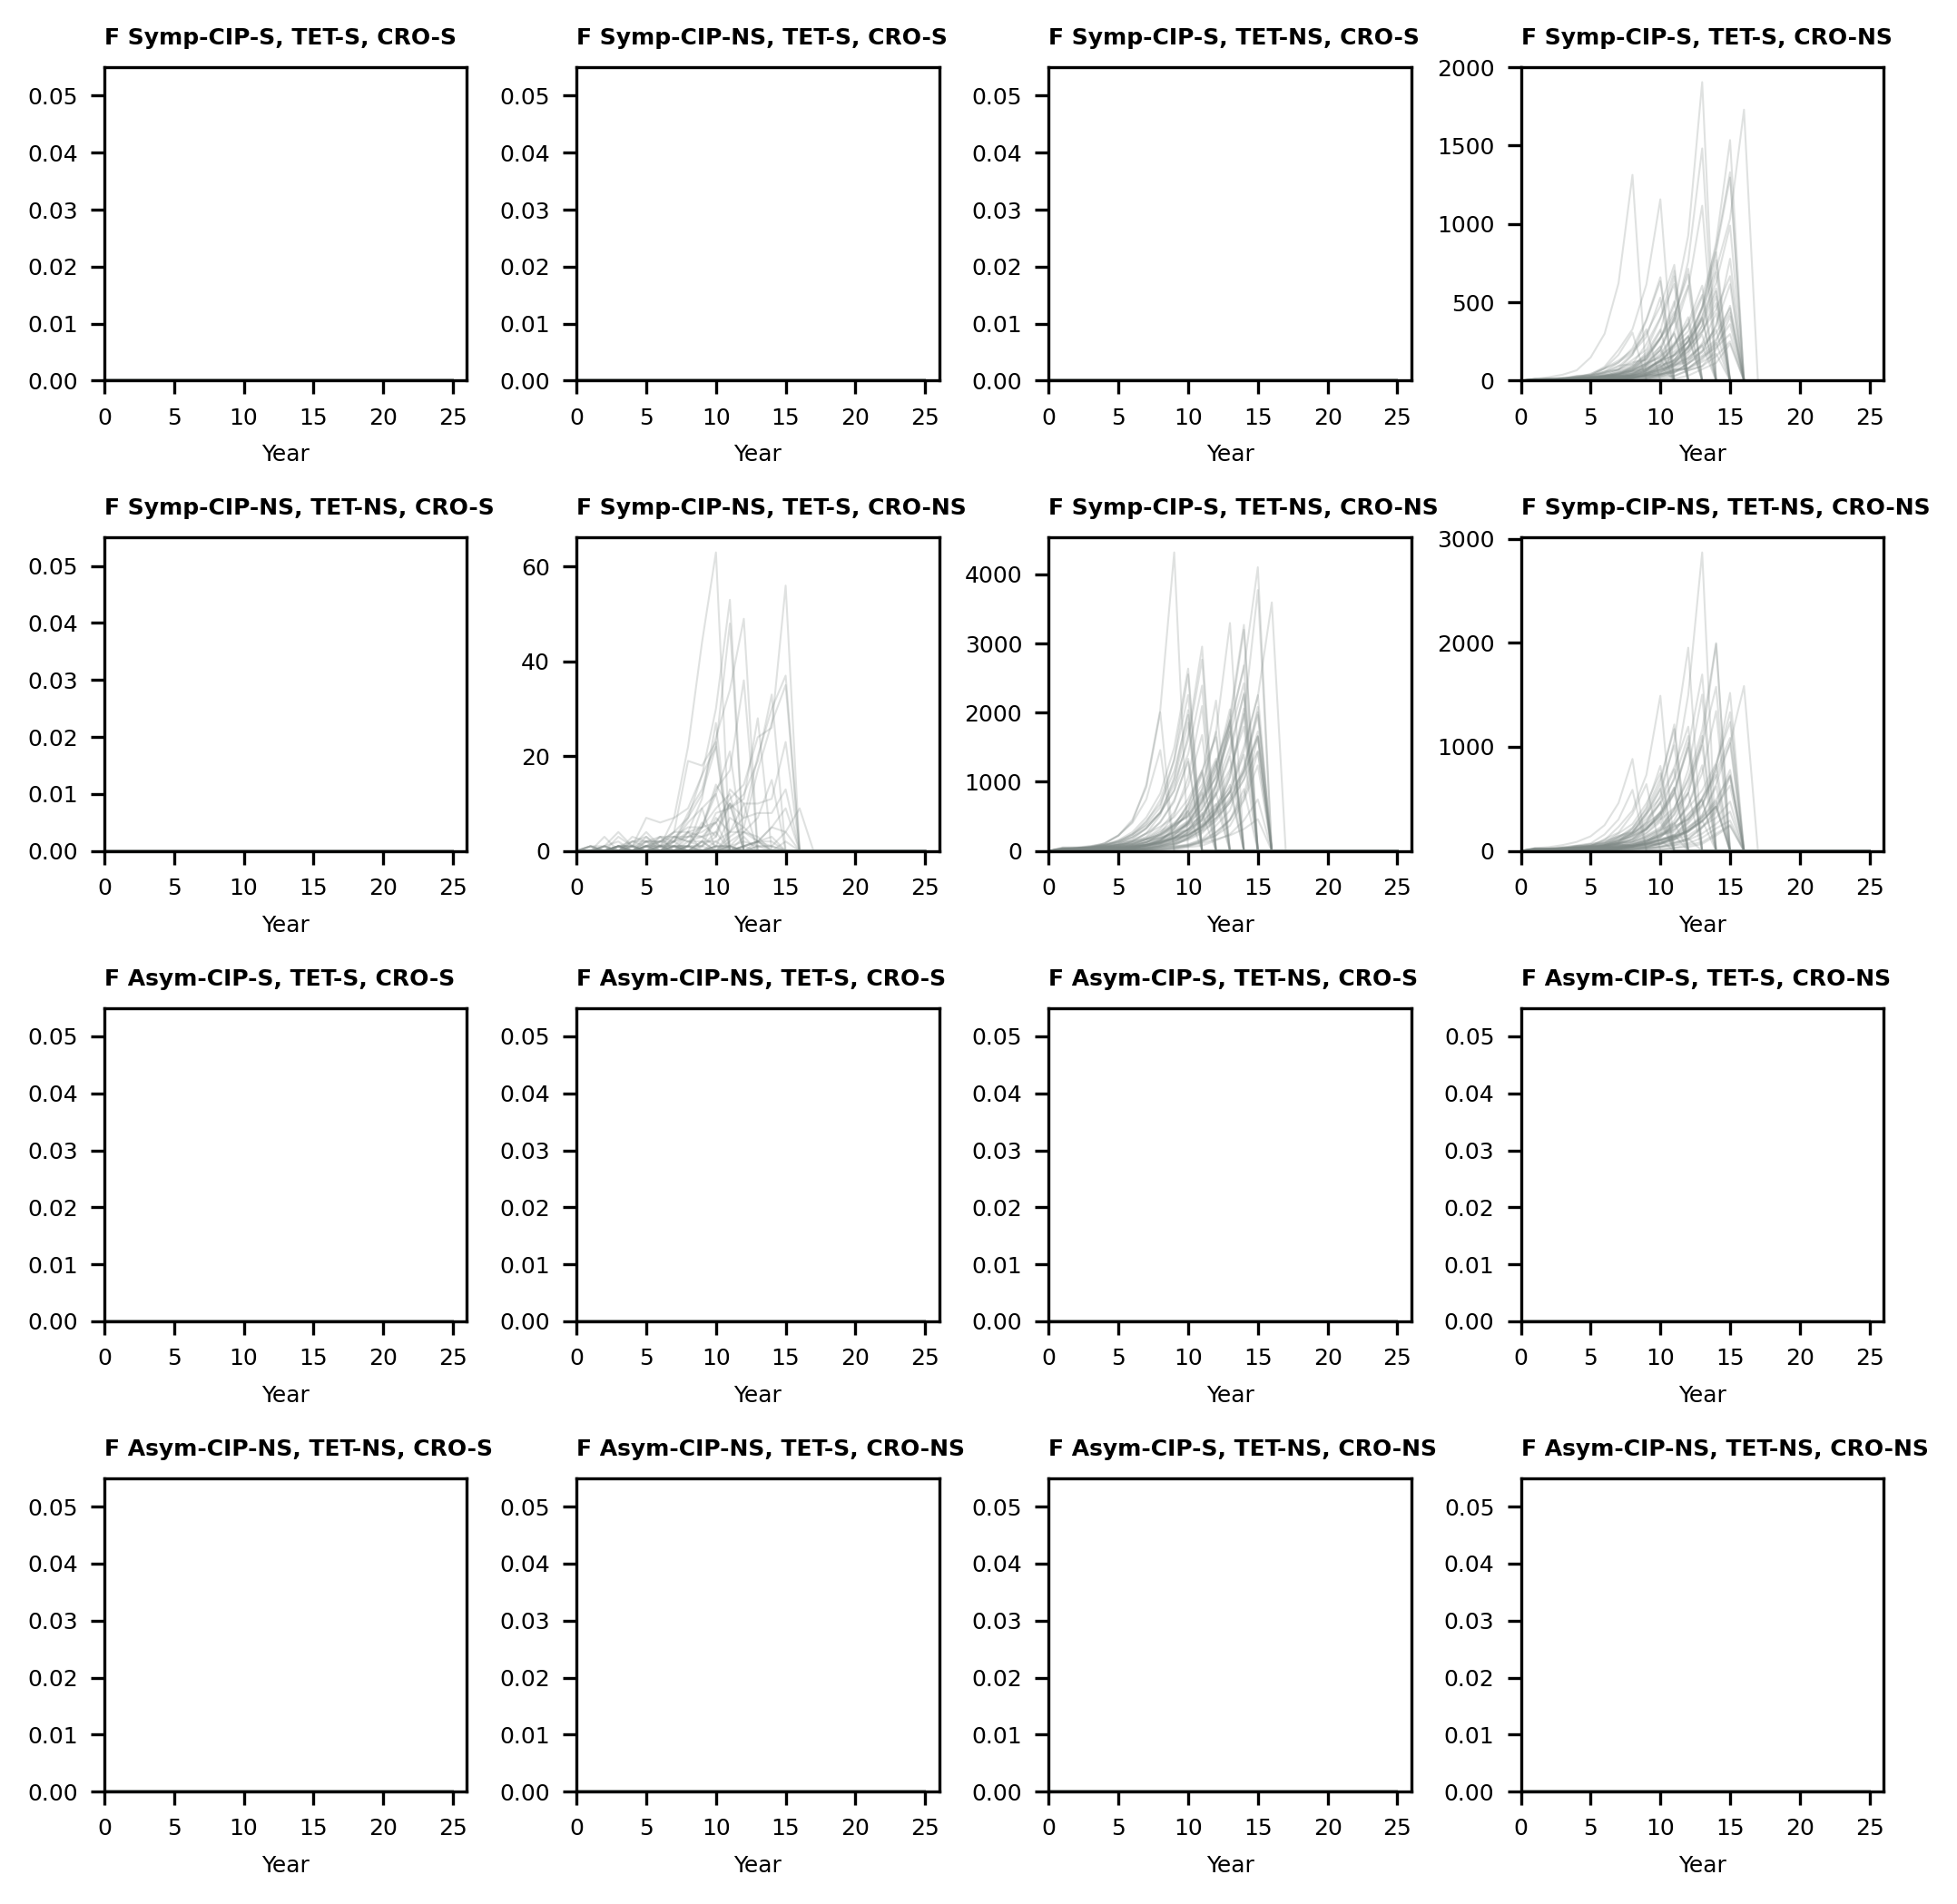 F Symp-CIP-S, TET-S, CRO-S
0.05
0.04
0.03
0.02
0.01
0.00
0 5 10 15 20 25
Year
F Symp-CIP-NS, TET-S, CRO-S
0.05
0.04
0.03
0.02
0.01
0.00
0 5 10 15 20 25
Year
F Symp-CIP-S, TET-NS, CRO-S
0.05
0.04
0.03
0.02
0.01
0.00
0 5 10 15 20 25
Year
F Symp-CIP-S, TET-S, CRO-NS
2000
1500
1000
500
0
0 5 10 15 20 25
Year
F Symp-CIP-NS, TET-NS, CRO-S
0.05
0.04
0.03
0.02
0.01
0.00
0 5 10 15 20 25
Year
F Symp-CIP-NS, TET-S, CRO-NS
60
40
20
0
0 5 10 15 20 25
Year
F Symp-CIP-S, TET-NS, CRO-NS
4000
3000
2000
1000
0
0 5 10 15 20 25
Year
F Symp-CIP-NS, TET-NS, CRO-NS
3000
2000
1000
0
0 5 10 15 20 25
Year
F Asym-CIP-S, TET-S, CRO-S
0.05
0.04
0.03
0.02
0.01
0.00
0 5 10 15 20 25
Year
F Asym-CIP-NS, TET-S, CRO-S
0.05
0.04
0.03
0.02
0.01
0.00
0 5 10 15 20 25
Year
F Asym-CIP-S, TET-NS, CRO-S
0.05
0.04
0.03
0.02
0.01
0.00
0 5 10 15 20 25
Year
F Asym-CIP-S, TET-S, CRO-NS
0.05
0.04
0.03
0.02
0.01
0.00
0 5 10 15 20 25
Year
F Asym-CIP-NS, TET-NS, CRO-S
0.05
0.04
0.03
0.02
0.01
0.00
0 5 10 15 20 25
Year
F Asym-CIP-NS, TET-S, CRO-NS
0.05
0.04
0.03
0.02
0.01
0.00
0 5 10 15 20 25
Year
F Asym-CIP-S, TET-NS, CRO-NS
0.05
0.04
0.03
0.02
0.01
0.00
0 5 10 15 20 25
Year
F Asym-CIP-NS, TET-NS, CRO-NS
0.05
0.04
0.03
0.02
0.01
0.00
0 5 10 15 20 25
Year